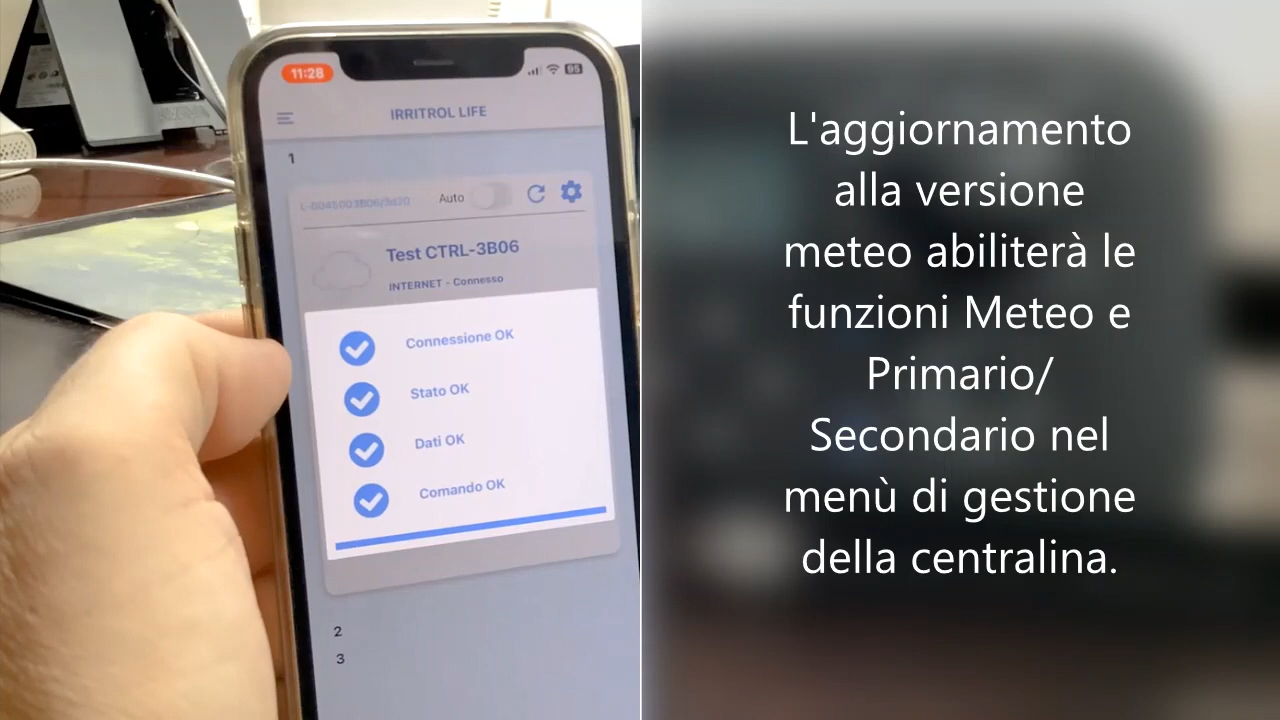 11:28
95
IRRITROL LIFE
1
Auto
Test CTRL-3B06
INTERNET - Connesso
Connessione OK
Stato OK
Dati OK
Comando OK
2
3
L'aggiornamento
alla versione
meteo abiliterà le
funzioni Meteo e
Primario/
Secondario nel
menù di gestione
della centralina.